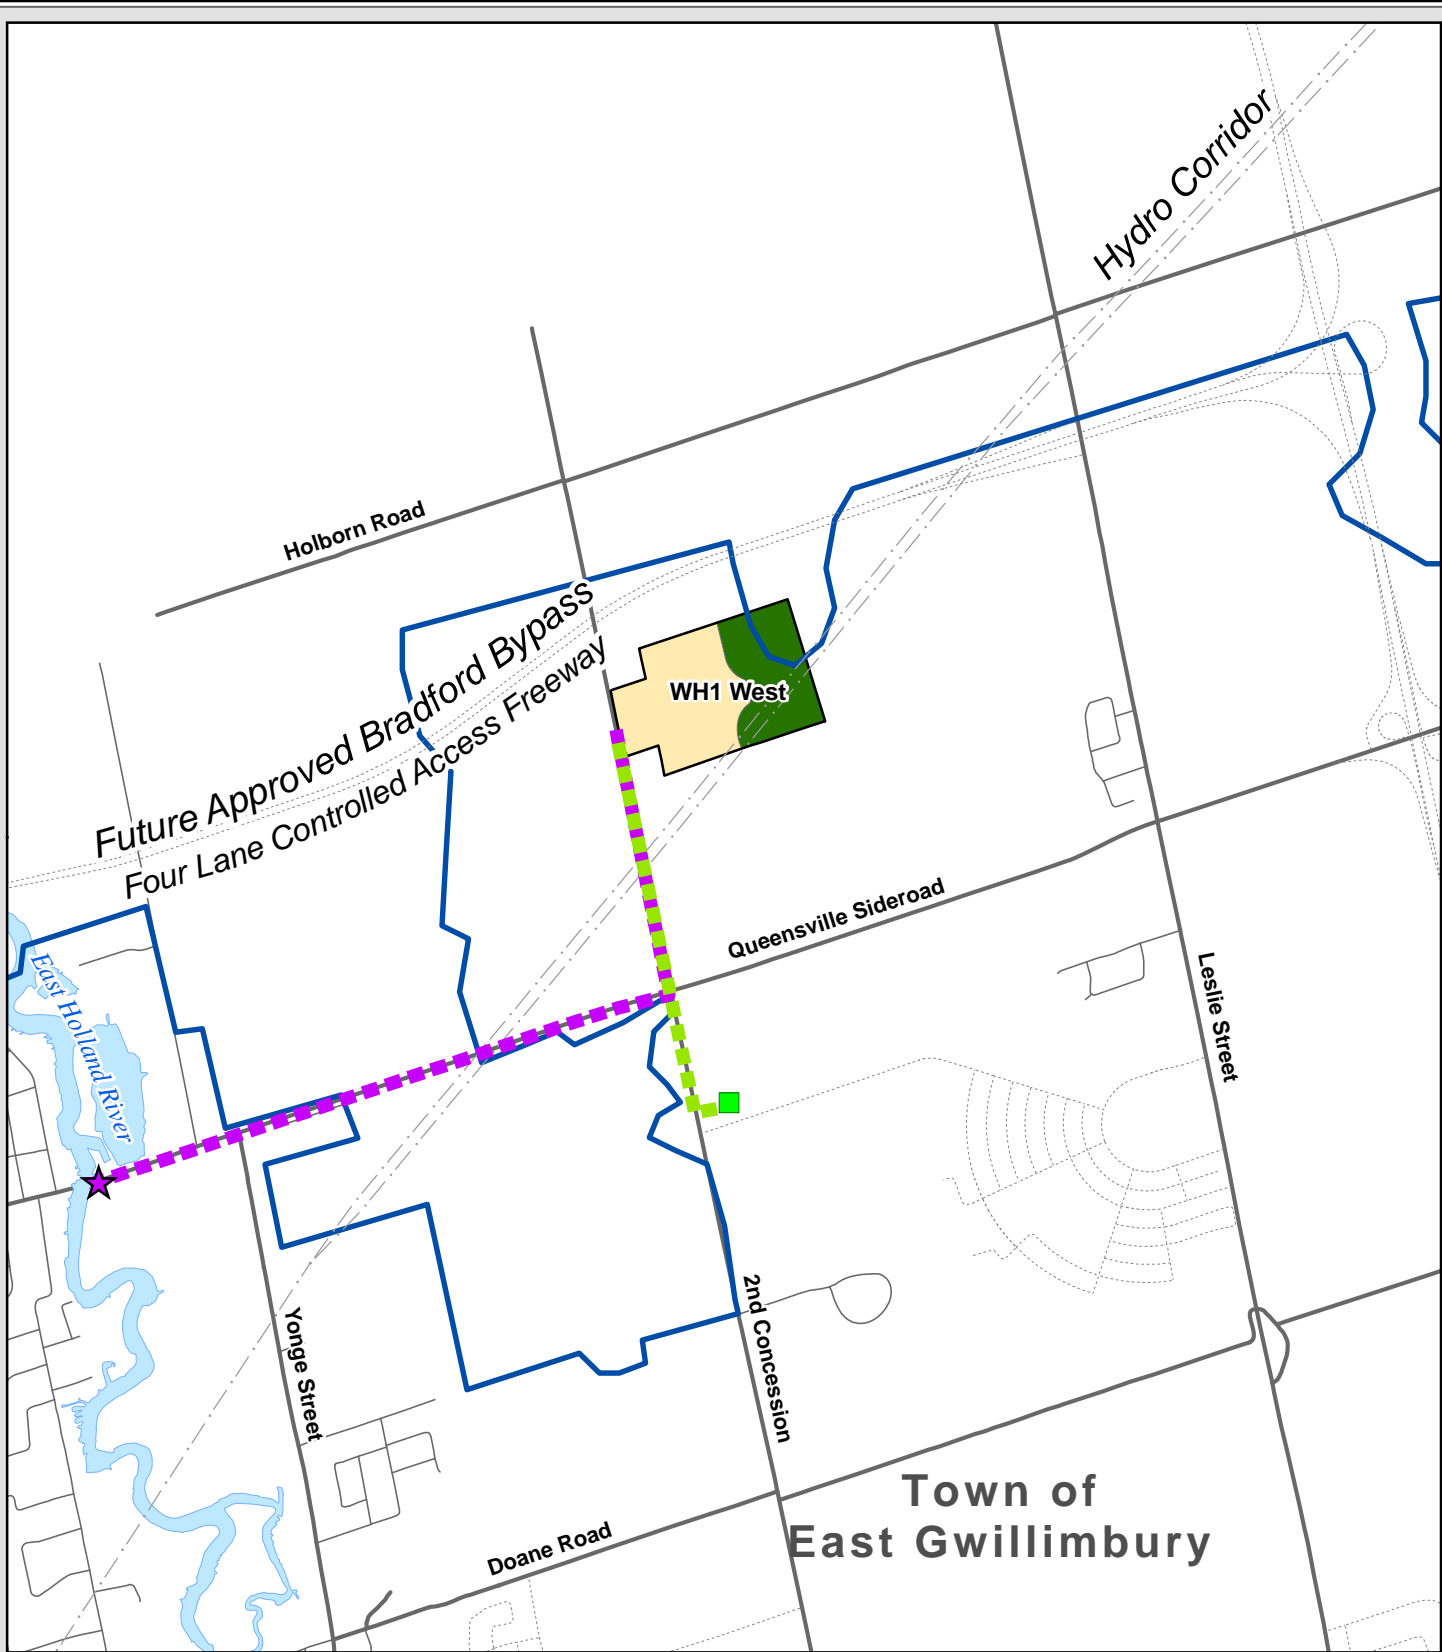 Hydro Corridor
Holborn Road
Future Approved Bradford Bypass
Four Lane Controlled Access Freeway
WH1 West
Queensville Sideroad
East Holland River
Leslie Street
Yonge Street
2nd Concession
Doane Road
Town of
East Gwillimbury